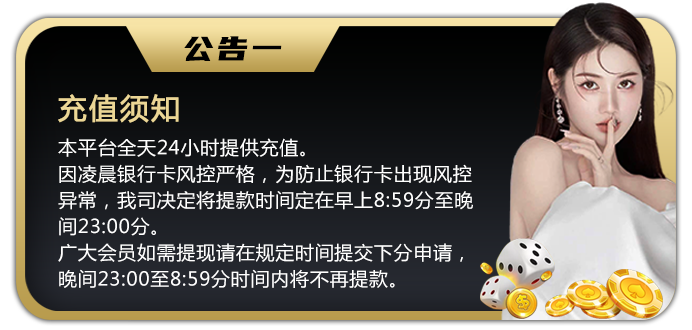 公告一
充值须知
本平台全天24小时提供充值。
因凌晨银行卡风控严格，为防止银行卡出现风控
异常，我司决定将提款时间定在早上8:59分至晚
间23:00分。
广大会员如需提现请在规定时间提交下分申请，
晚间23:00至8:59分时间内将不再提款。